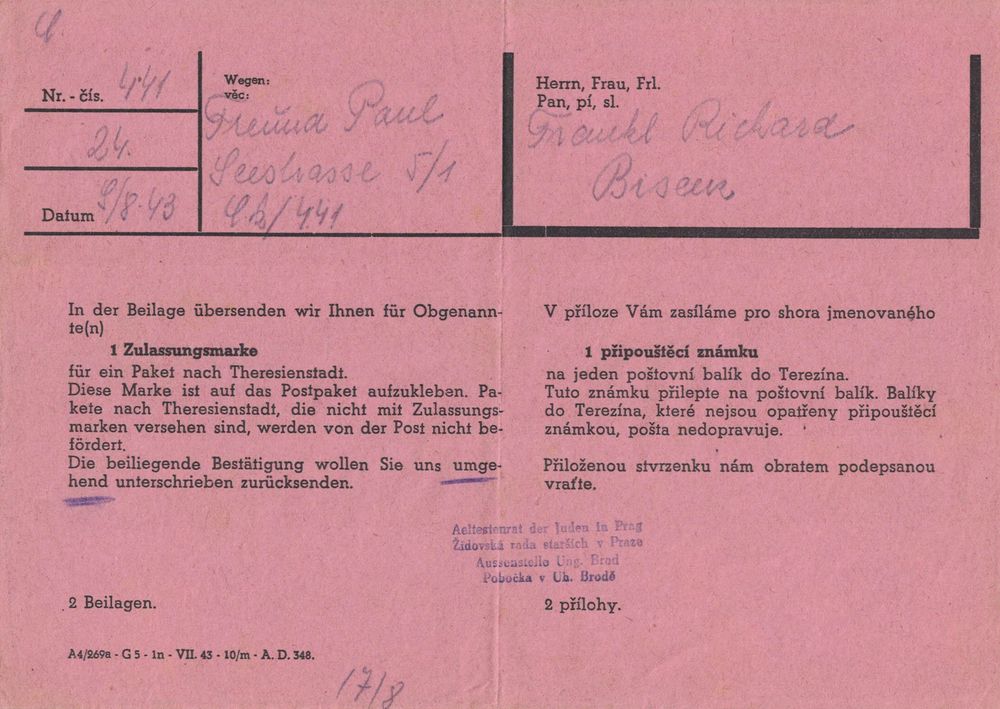 Nr. - čís. 441
24.
Datum 9/8.43
Wegen:
věc:
Freund Paul
Seestrasse 5/1
441
Herrn, Frau, Frl.
Pan, pí, sl.
Frankl Richard
Bisenz
In der Beilage übersenden wir Ihnen für Obgenann-
te(n)
1 Zulassungsmarke
für ein Paket nach Theresienstadt.
Diese Marke ist auf das Postpaket aufzukleben. Pa-
kete nach Theresienstadt, die nicht mit Zulassungs-
marken versehen sind, werden von der Post nicht be-
fördert.
Die beiliegende Bestätigung wollen Sie uns umge-
hend unterschrieben zurücksenden.
V příloze Vám zasíláme pro shora jmenovaného
1 připouštěcí známku
na jeden poštovní balík do Terezína.
Tuto známku přilepte na poštovní balík. Balíky
do Terezína, které nejsou opatřeny připouštěcí
známkou, pošta nedopravuje.
Přiloženou stvrzenku nám obratem podepsanou
vraťte.
Aeltestenrat der Juden in Prag
Židovská rada starších v Praze
Aussenstelle Ung. Brod
Pobočka v Uh. Brodě
2 Beilagen.
2 přílohy.
A4/269a - G 5 - 1n - VII. 43 - 10/m - A. D. 348.
17/8